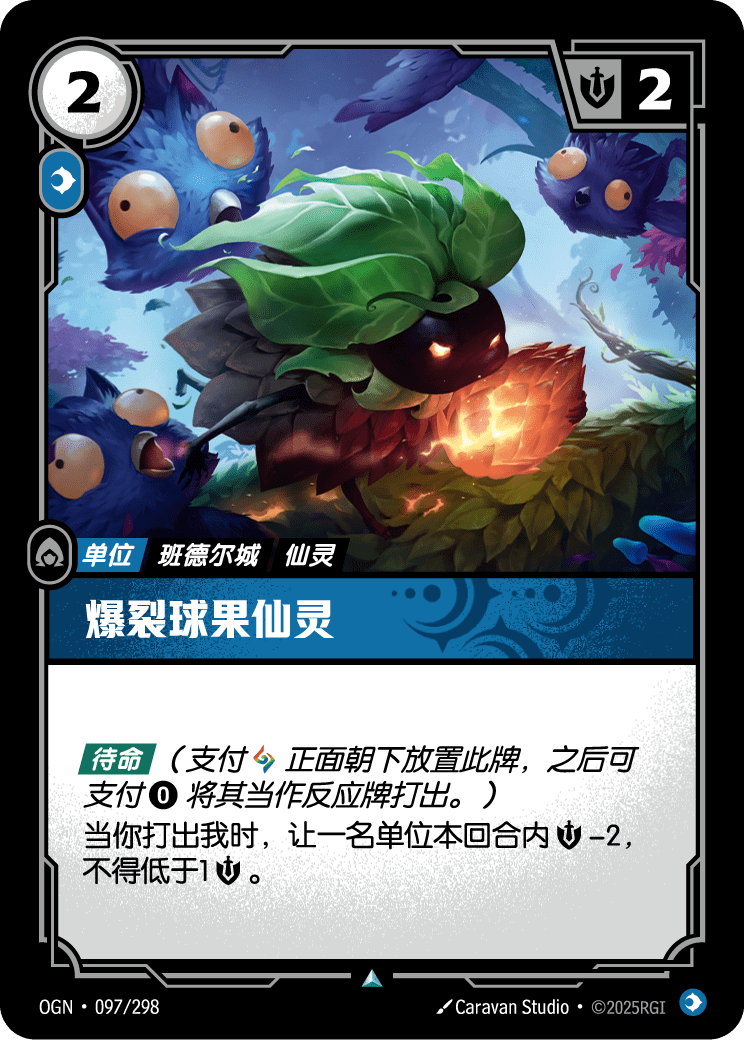 2
2
单位 班德尔城 仙灵
爆裂球果仙灵
待命（支付 正面朝下放置此牌，之后可
支付 0 将其当作反应牌打出。）
当你打出我时，让一名单位本回合内 -2，
不得低于1 。
OGN • 097/298
Caravan Studio • ©2025RGI